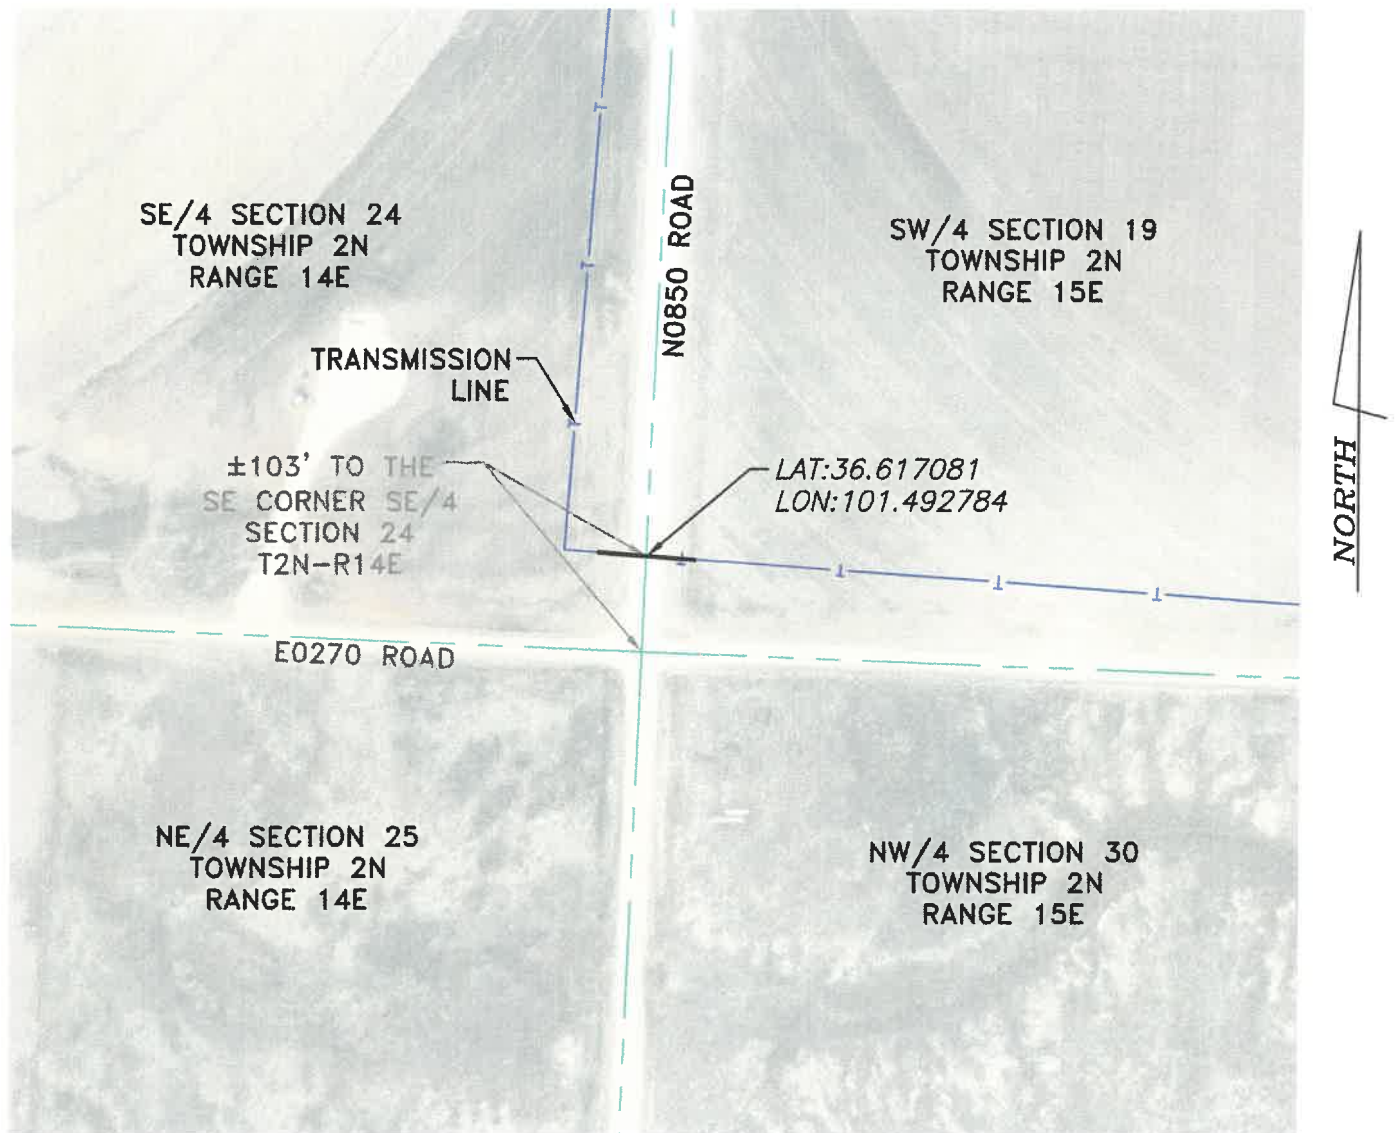 SE/4 SECTION 24
TOWNSHIP 2N
RANGE 14E
N0850 ROAD
SW/4 SECTION 19
TOWNSHIP 2N
RANGE 15E
TRANSMISSION
LINE
±103' TO THE
SE CORNER SE/4
SECTION 24
T2N-R14E
LAT:36.617081
LON:101.492784
NORTH
E0270 ROAD
NE/4 SECTION 25
TOWNSHIP 2N
RANGE 14E
NW/4 SECTION 30
TOWNSHIP 2N
RANGE 15E